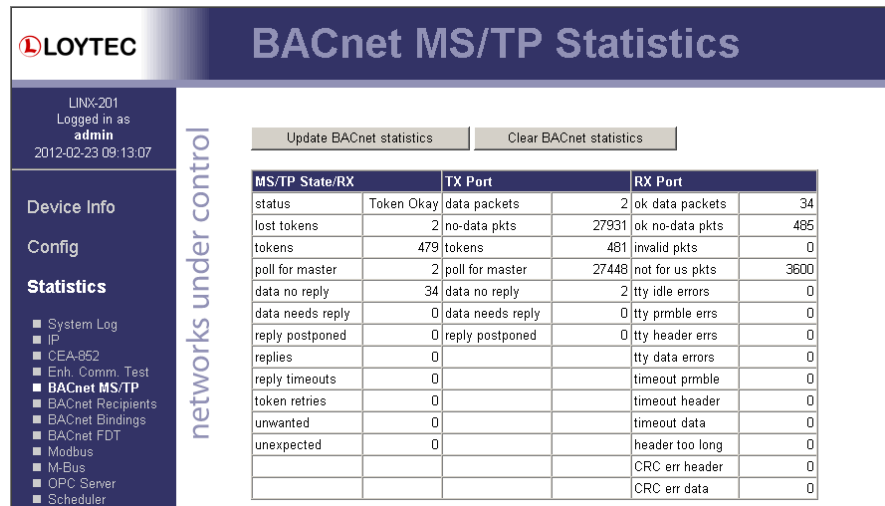 LOYTEC
BACnet MS/TP Statistics
LINX-201
Logged in as
admin
2012-02-23 09:13:07
Device Info
Config
Statistics
System Log
IP
CEA-852
Enh. Comm. Test
BACnet MS/TP
BACnet Recipients
BACnet Bindings
BACnet FDT
Modbus
M-Bus
OPC Server
Scheduler
networks under control
Update BACnet statistics Clear BACnet statistics
MS/TP State/RX TX Port RX Port
status Token Okay data packets 2 ok data packets 34
lost tokens 2 no-data pkts 27931 ok no-data pkts 485
tokens 479 tokens 481 invalid pkts 0
poll for master 2 poll for master 27448 not for us pkts 3600
data no reply 34 data no reply 2 tty idle errors 0
data needs reply 0 data needs reply 0 tty prmble errs 0
reply postponed 0 reply postponed 0 tty header errs 0
replies 0 tty data errors 0
reply timeouts 0 timeout prmble 0
token retries 0 timeout header 0
unwanted 0 timeout data 0
unexpected 0 header too long 0
CRC err header 0
CRC err data 0